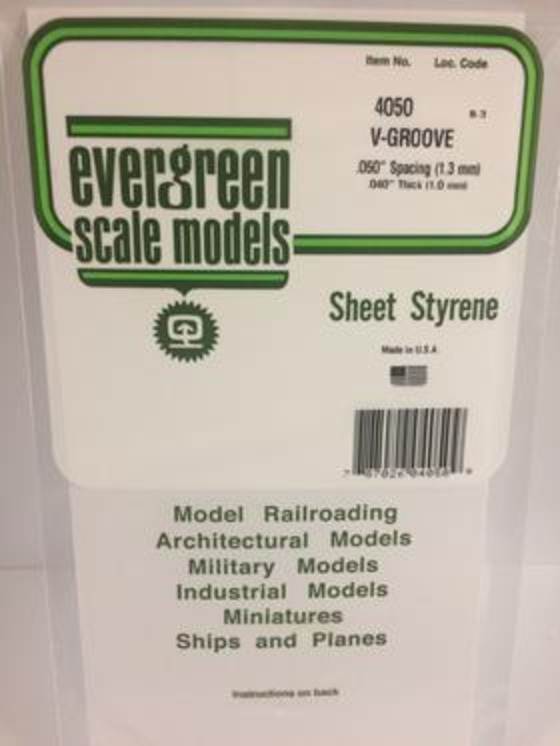 Item No. Loc. Code
4050
V-GROOVE
.050" Spacing (1.3 mm)
.040" Thick (1.0 mm)
evergreen
scale models
Sheet Styrene
Made in U.S.A
Model Railroading
Architectural Models
Military Models
Industrial Models
Miniatures
Ships and Planes
Instructions on back